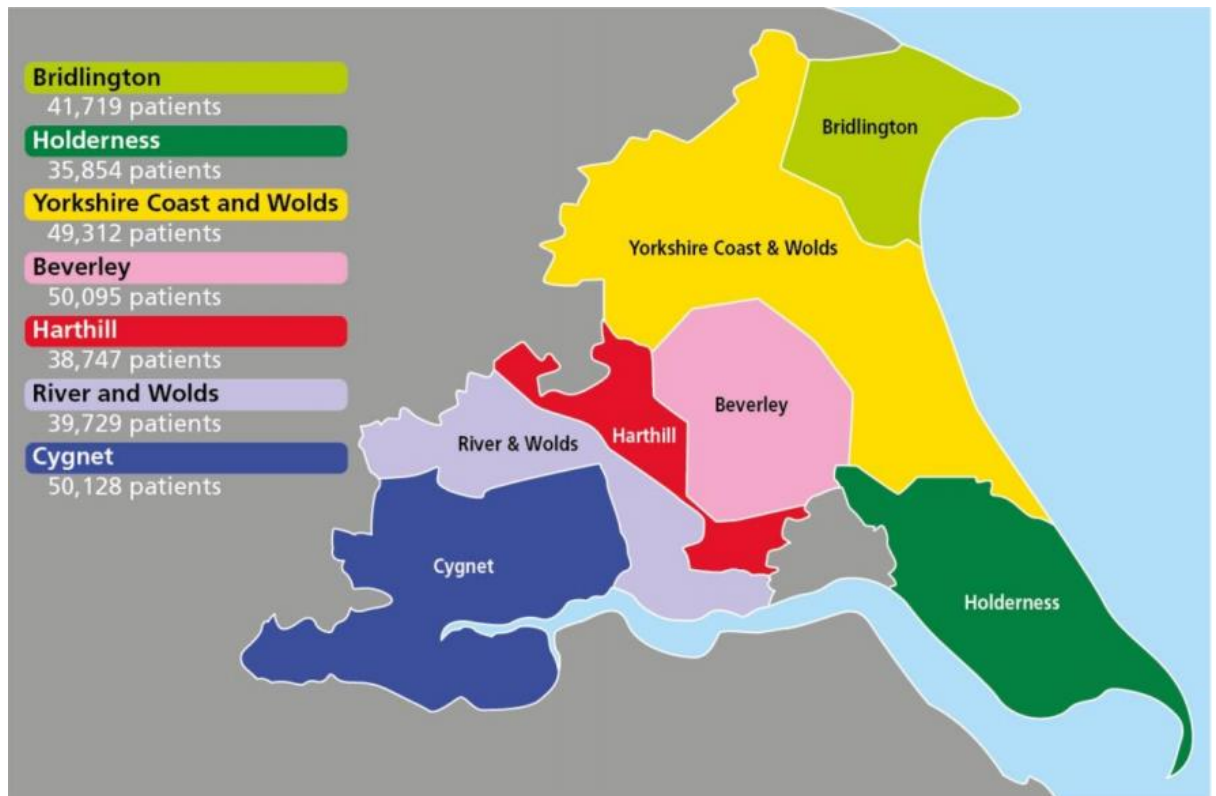 Bridlington
41,719 patients
Holderness
35,854 patients
Yorkshire Coast and Wolds
49,312 patients
Beverley
50,095 patients
Harthill
38,747 patients
River and Wolds
39,729 patients
Cygnet
50,128 patients
Bridlington
Yorkshire Coast & Wolds
Beverley
Harthill
River & Wolds
Cygnet
Holderness